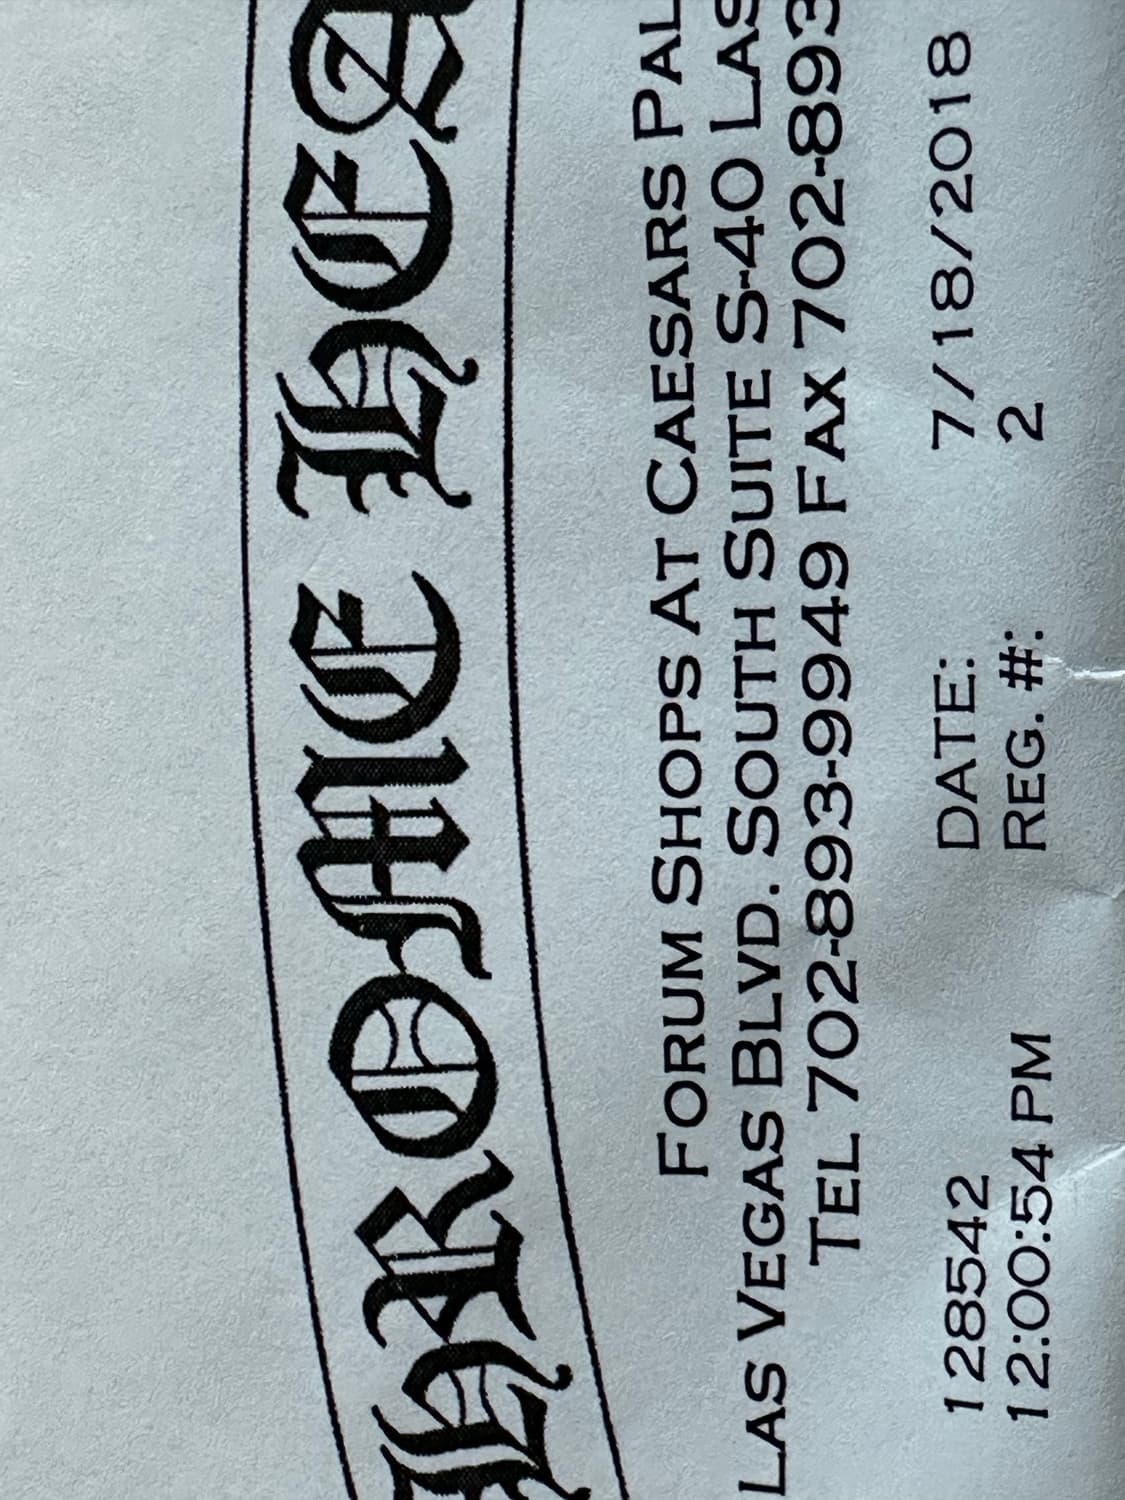 HROME HEA
FORUM SHOPS AT CAESARS PAL
LAS VEGAS BLVD. SOUTH SUITE S-40 LAS
TEL 702-893-9949 FAX 702-893
128542 DATE: 7/18/2018
12:00:54 PM REG. #: 2